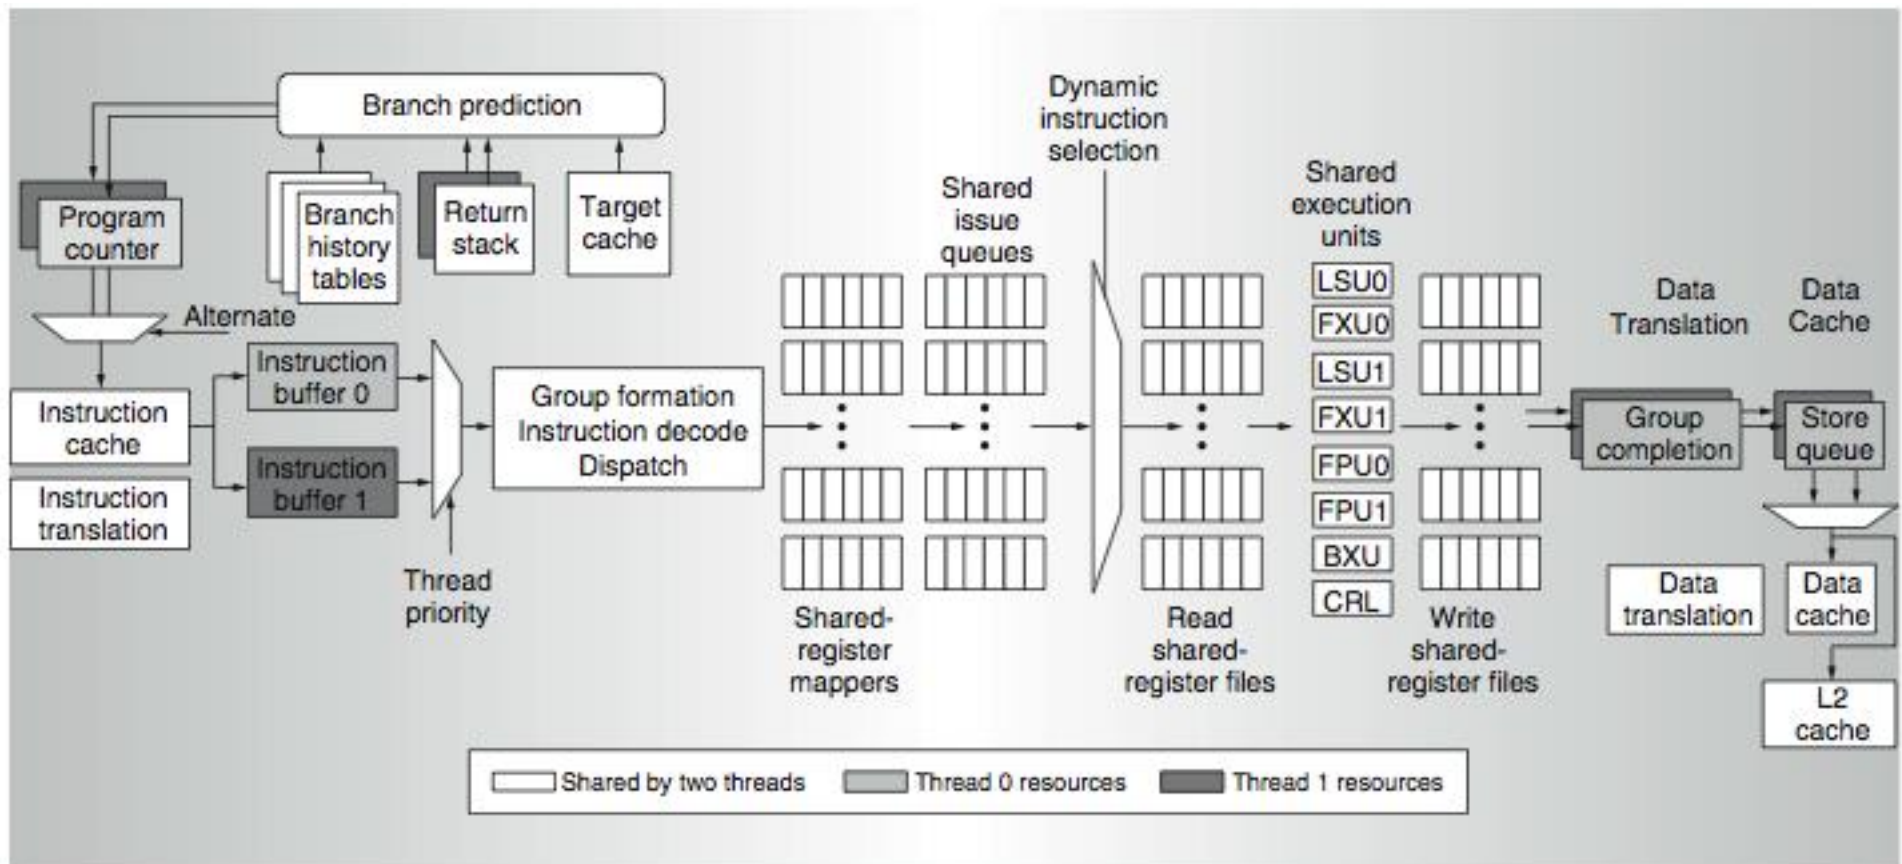 Branch prediction
Program
counter
Branch
history
tables
Return
stack
Target
cache
Alternate
Instruction
cache
Instruction
translation
Instruction
buffer 0
Instruction
buffer 1
Thread
priority
Group formation
Instruction decode
Dispatch
Shared-
register
mappers
Shared
issue
queues
Dynamic
instruction
selection
Read
shared-
register files
Shared
execution
units
LSU0
FXU0
LSU1
FXU1
FPU0
FPU1
BXU
CRL
Write
shared-
register files
Data
Translation
Data
Cache
Group
completion
Store
queue
Data
translation
Data
cache
L2
cache
Shared by two threads
Thread 0 resources
Thread 1 resources